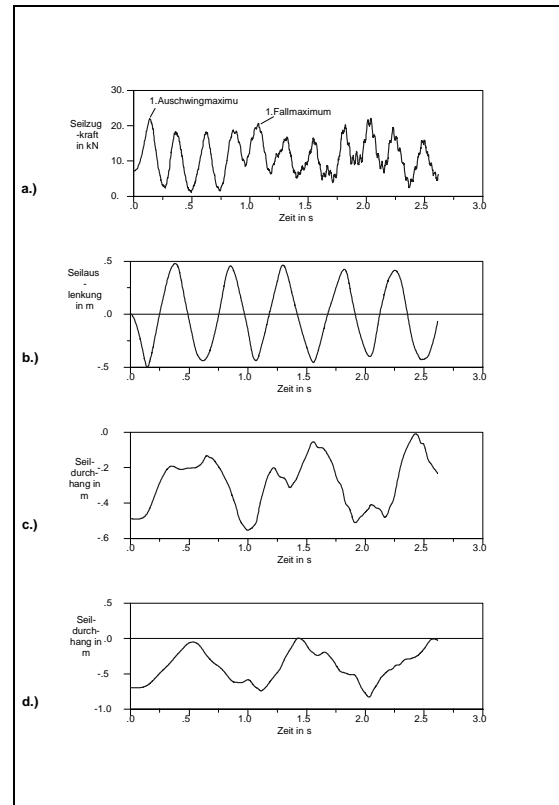 a.)
Seilzug
-kraft
in kN
30.
20.
10.
0.
1.Auschwingmaximu
1.Fallmaximum
.0 .5 1.0 1.5 2.0 2.5 3.0
Zeit in s
b.)
Seilaus
-
lenkung
in m
.5
.0
-.5
.0 .5 1.0 1.5 2.0 2.5 3.0
Zeit in s
c.)
Seil-
durch-
hang in
m
.0
-.2
-.4
-.6
.0 .5 1.0 1.5 2.0 2.5 3.0
Zeit in s
d.)
Seil-
durch-
hang in
m
.5
.0
-.5
-1.0
.0 .5 1.0 1.5 2.0 2.5 3.0
Zeit in s